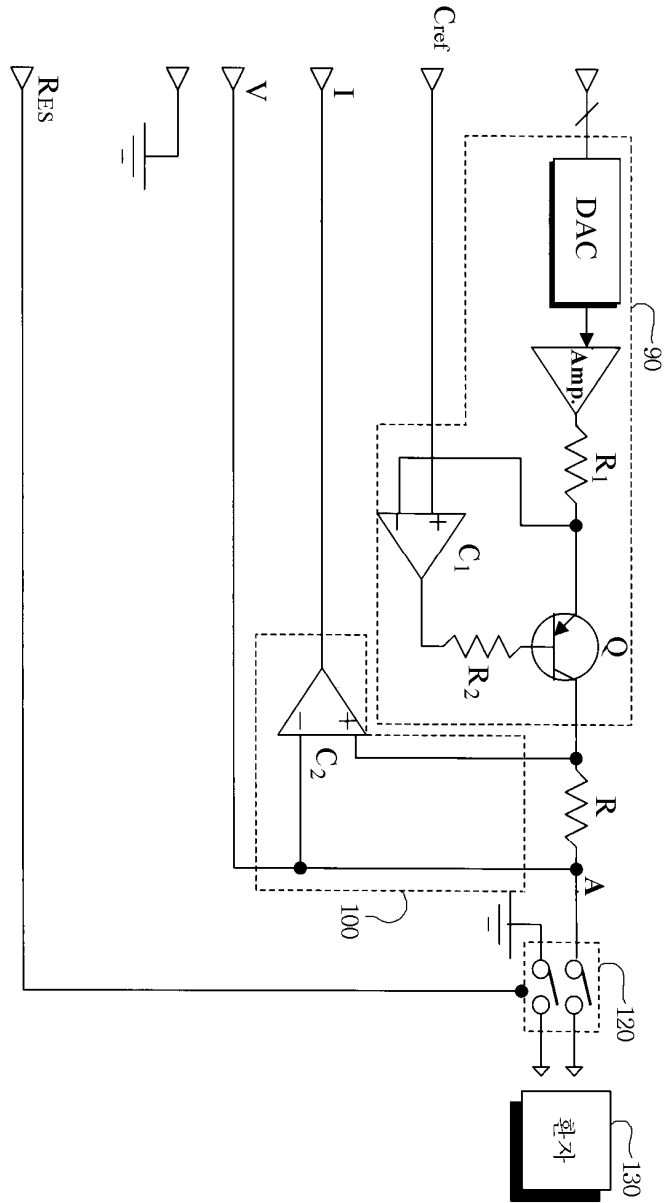 DAC
Amp.
R1
Q
R2
C1
90
Cref
I
V
RES
C2
R
A
100
120
환자
130
+
−
+
−